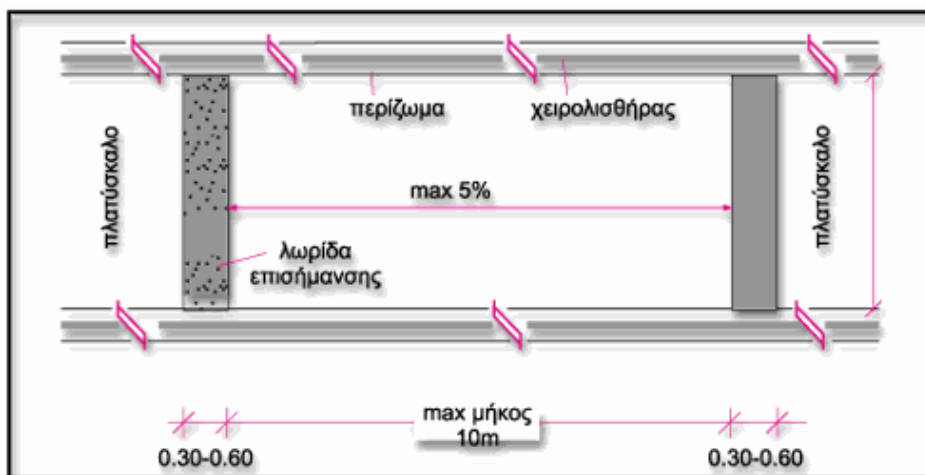 περίζωμα
χειρολισθήρας
πλατύσκαλο
max 5%
πλατύσκαλο
λωρίδα
επισήμανσης
max μήκος
10m
0.30-0.60
0.30-0.60